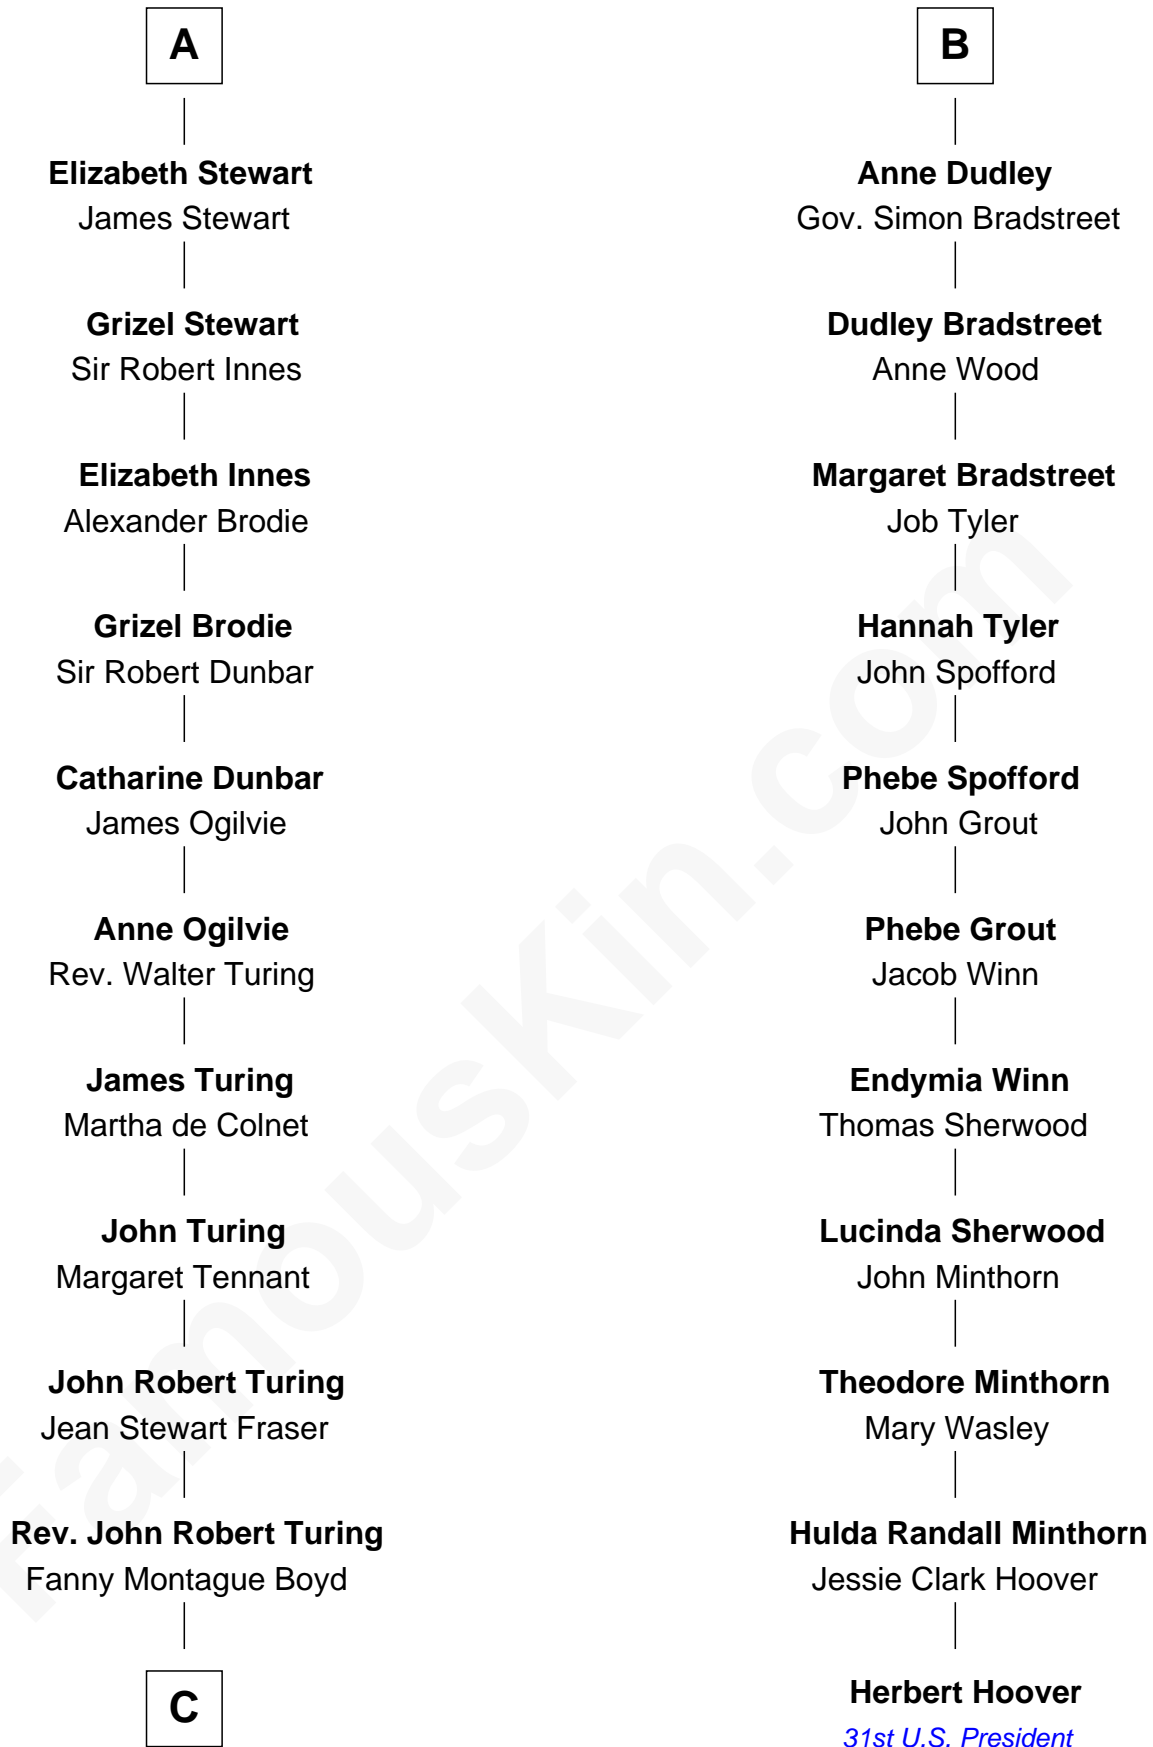 A
Elizabeth Stewart
James Stewart
Grizel Stewart
Sir Robert Innes
Elizabeth Innes
Alexander Brodie
Grizel Brodie
Sir Robert Dunbar
Catharine Dunbar
James Ogilvie
Anne Ogilvie
Rev. Walter Turing
James Turing
Martha de Colnet
John Turing
Margaret Tennant
John Robert Turing
Jean Stewart Fraser
Rev. John Robert Turing
Fanny Montague Boyd
C
B
Anne Dudley
Gov. Simon Bradstreet
Dudley Bradstreet
Anne Wood
Margaret Bradstreet
Job Tyler
Hannah Tyler
John Spofford
Phebe Spofford
John Grout
Phebe Grout
Jacob Winn
Endymia Winn
Thomas Sherwood
Lucinda Sherwood
John Minthorn
Theodore Minthorn
Mary Wasley
Hulda Randall Minthorn
Jessie Clark Hoover
Herbert Hoover
31st U.S. President
FamousKin.com